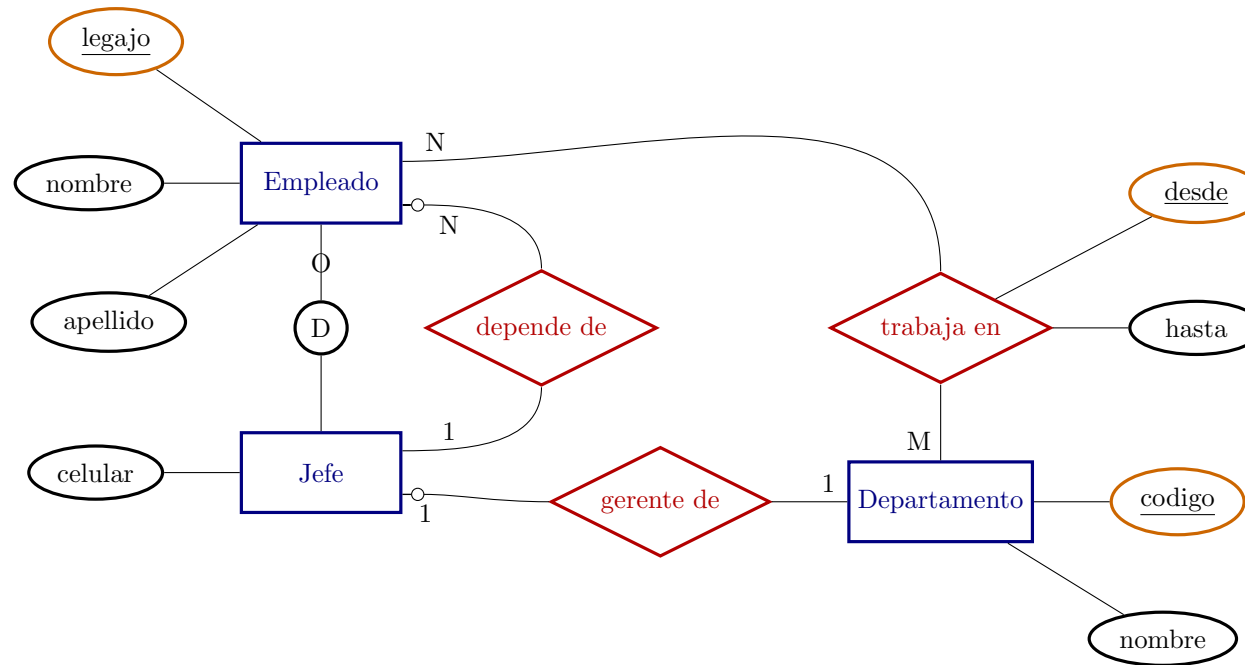 legajo
N
nombre
Empleado
desde
N
O
apellido
D
depende de
trabaja en
hasta
1
M
celular
Jefe
1
gerente de
1
Departamento
codigo
nombre